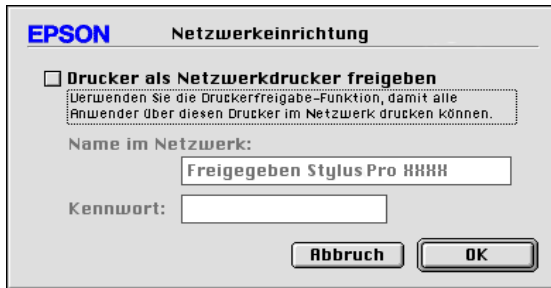 EPSON Netzwerkeinrichtung
Drucker als Netzwerkdrucker freigeben
Verwenden Sie die Druckerfreigabe-Funktion, damit alle
Anwender über diesen Drucker im Netzwerk drucken können.
Name im Netzwerk:
Freigegeben Stylus Pro XXXX
Kennwort:
Abbruch OK